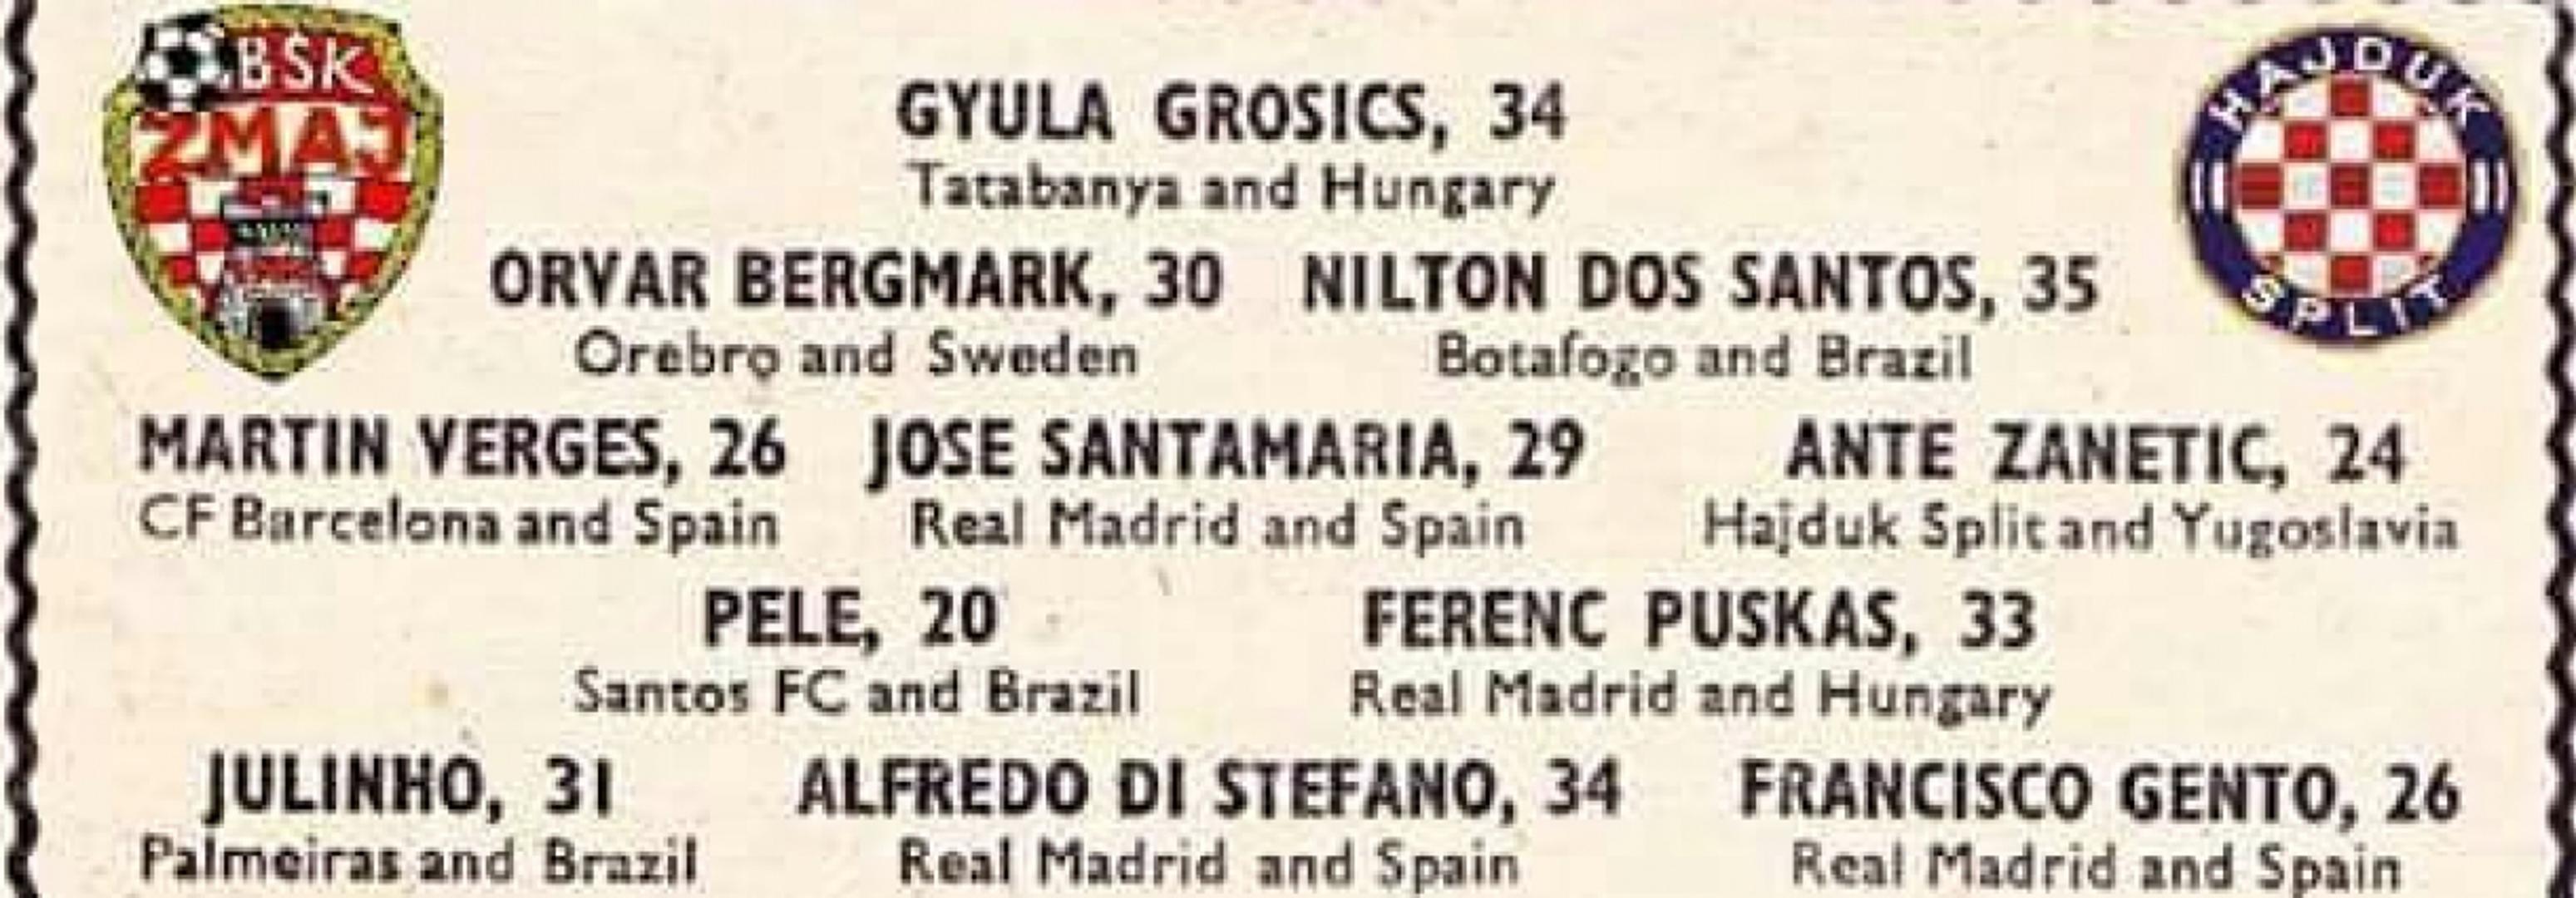 BŠK
ZMAJ
HAJDUK
SPLIT
GYULA GROSICS, 34
Tatabanya and Hungary
ORVAR BERGMARK, 30 NILTON DOS SANTOS, 35
Orebro and Sweden Botafogo and Brazil
MARTIN VERGES, 26 JOSE SANTAMARIA, 29 ANTE ZANETIC, 24
CF Barcelona and Spain Real Madrid and Spain Hajduk Split and Yugoslavia
PELE, 20 FERENC PUSKAS, 33
Santos FC and Brazil Real Madrid and Hungary
JULINHO, 31 ALFREDO DI STEFANO, 34 FRANCISCO GENTO, 26
Palmeiras and Brazil Real Madrid and Spain Real Madrid and Spain